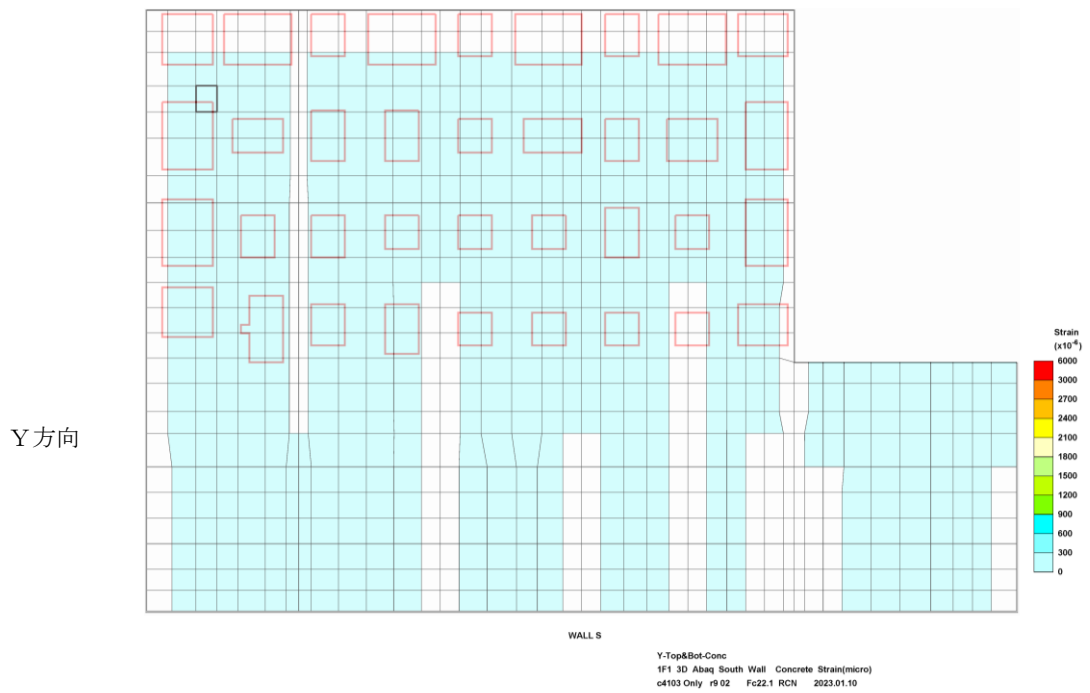 Strain
(x10⁻⁶)
6000
3000
2700
2400
2100
1800
1500
1200
900
600
300
0
Y方向
WALL S
Y-Top&Bot-Conc
1F1 3D Abaq South Wall Concrete Strain(micro)
c4103 Only r9 02 Fc22.1 RCN 2023.01.10